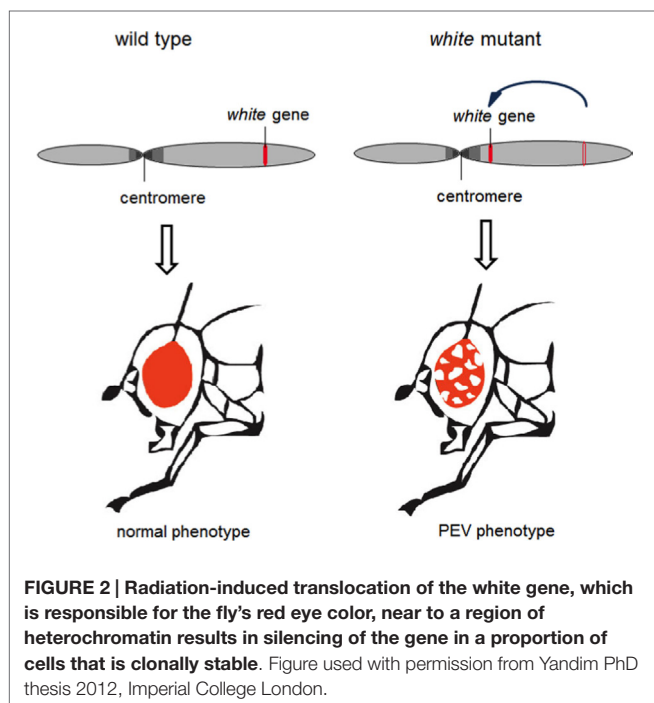 wild type
white mutant
white gene
white gene
centromere
centromere
normal phenotype
PEV phenotype
FIGURE 2 | Radiation-induced translocation of the white gene, which
is responsible for the fly's red eye color, near to a region of
heterochromatin results in silencing of the gene in a proportion of
cells that is clonally stable. Figure used with permission from Yandim PhD
thesis 2012, Imperial College London.